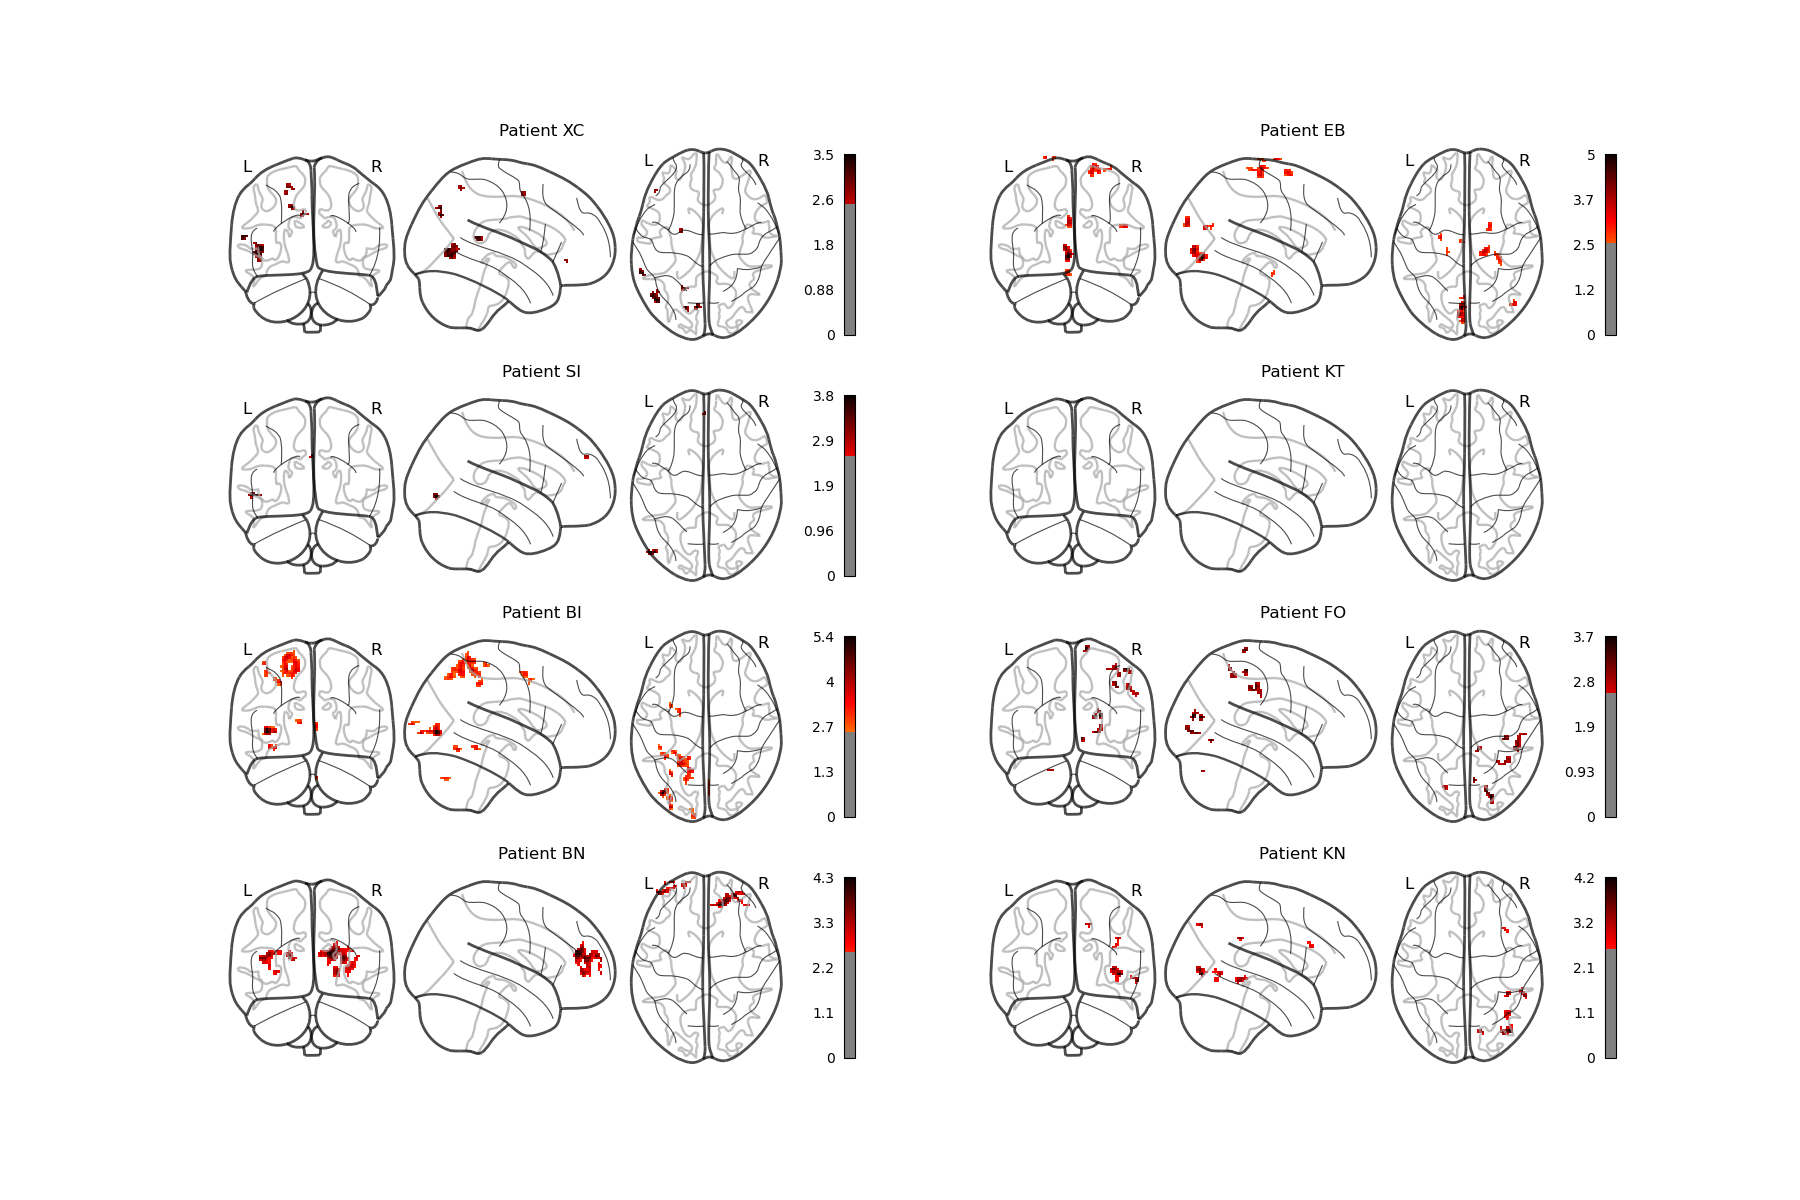 Patient XC
L R L R
3.5
2.6
1.8
0.88
0
Patient EB
L R L R
5
3.7
2.5
1.2
0
Patient SI
L R L R
3.8
2.9
1.9
0.96
0
Patient KT
L R L R
Patient BI
L R L R
5.4
4
2.7
1.3
0
Patient FO
L R L R
3.7
2.8
1.9
0.93
0
Patient BN
L R L R
4.3
3.3
2.2
1.1
0
Patient KN
L R L R
4.2
3.2
2.1
1.1
0